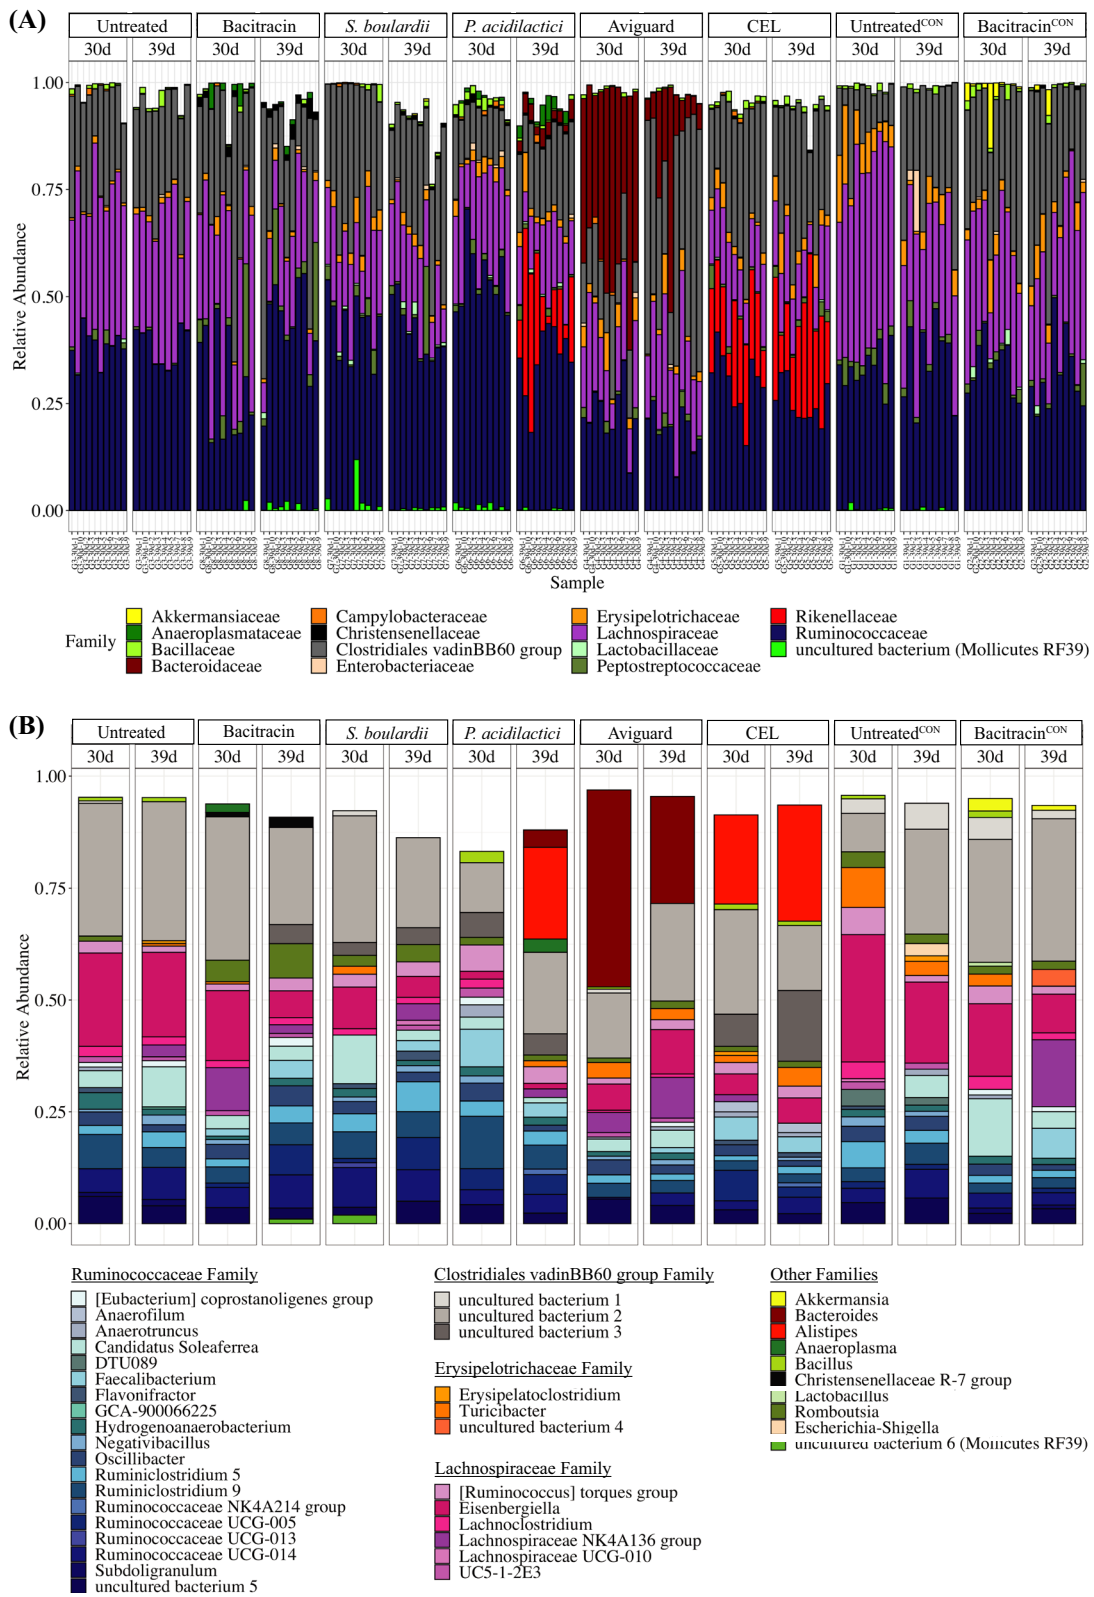 (A)
Untreated Bacitracin S. boulardii P. acidilactici Aviguard CEL UntreatedCON BacitracinCON
30d 39d 30d 39d 30d 39d 30d 39d 30d 39d 30d 39d 30d 39d 30d 39d
1.00
0.75
0.50
0.25
0.00
Relative Abundance
Sample
Family
Akkermansiaceae Campylobacteraceae Erysipelotrichaceae Rikenellaceae
Anaeroplasmataceae Christensenellaceae Lachnospiraceae Ruminococcaceae
Bacillaceae Clostridiales vadinBB60 group Lactobacillaceae uncultured bacterium (Mollicutes RF39)
Bacteroidaceae Enterobacteriaceae Peptostreptococcaceae
(B)
Untreated Bacitracin S. boulardii P. acidilactici Aviguard CEL UntreatedCON BacitracinCON
30d 39d 30d 39d 30d 39d 30d 39d 30d 39d 30d 39d 30d 39d 30d 39d
1.00
0.75
0.50
0.25
0.00
Relative Abundance
Ruminococcaceae Family
[Eubacterium] coprostanoligenes group
Anaerofilum
Anaerotruncus
Candidatus Soleaferrea
DTU089
Faecalibacterium
Flavonifractor
GCA-900066225
Hydrogenoanaerobacterium
Negativibacillus
Oscillibacter
Ruminiclostridium 5
Ruminiclostridium 9
Ruminococcaceae NK4A214 group
Ruminococcaceae UCG-005
Ruminococcaceae UCG-013
Ruminococcaceae UCG-014
Subdoligranulum
uncultured bacterium 5
Clostridiales vadinBB60 group Family
uncultured bacterium 1
uncultured bacterium 2
uncultured bacterium 3
Erysipelotrichaceae Family
Erysipelatoclostridium
Turicibacter
uncultured bacterium 4
Lachnospiraceae Family
[Ruminococcus] torques group
Eisenbergiella
Lachnoclostridium
Lachnospiraceae NK4A136 group
Lachnospiraceae UCG-010
UC5-1-2E3
Other Families
Akkermansia
Bacteroides
Alistipes
Anaeroplasma
Bacillus
Christensenellaceae R-7 group
Lactobacillus
Romboutsia
Escherichia-Shigella
uncultured bacterium 6 (Mollicutes RF39)